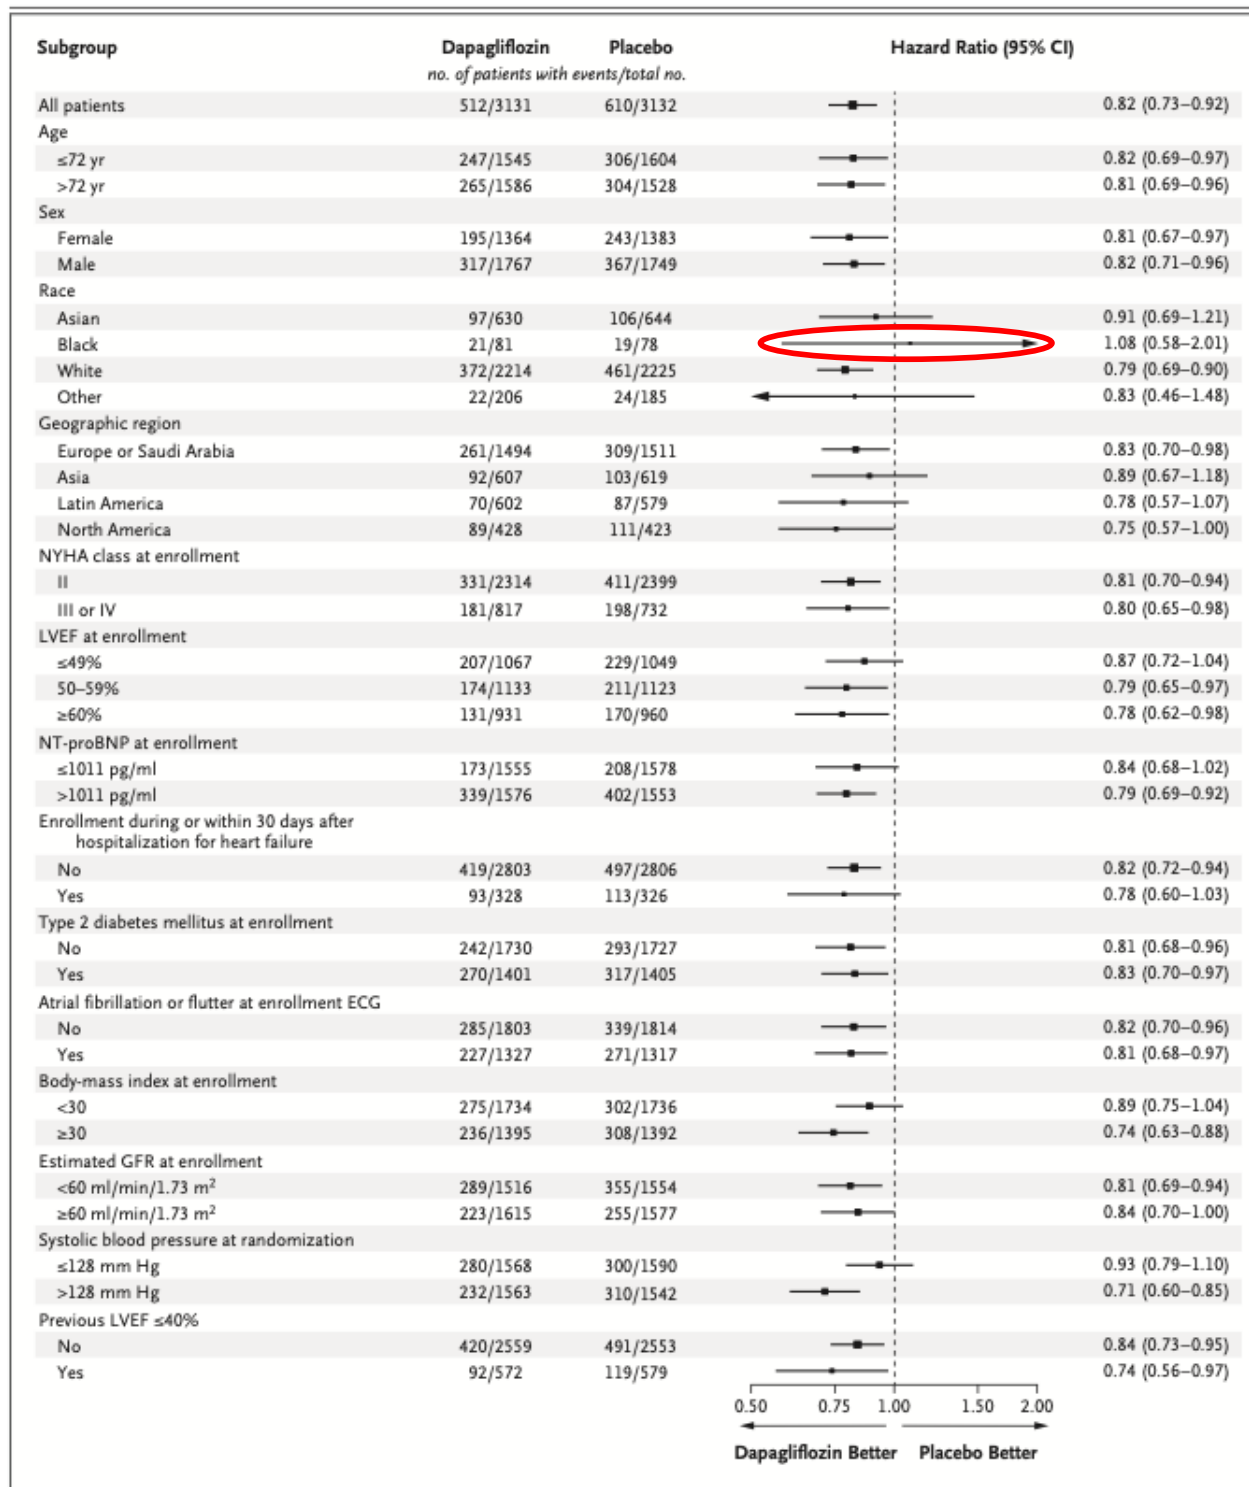 Subgroup Dapagliflozin Placebo Hazard Ratio (95% CI)
no. of patients with events/total no.
All patients 512/3131 610/3132 0.82 (0.73–0.92)
Age
≤72 yr 247/1545 306/1604 0.82 (0.69–0.97)
>72 yr 265/1586 304/1528 0.81 (0.69–0.96)
Sex
Female 195/1364 243/1383 0.81 (0.67–0.97)
Male 317/1767 367/1749 0.82 (0.71–0.96)
Race
Asian 97/630 106/644 0.91 (0.69–1.21)
Black 21/81 19/78 1.08 (0.58–2.01)
White 372/2214 461/2225 0.79 (0.69–0.90)
Other 22/206 24/185 0.83 (0.46–1.48)
Geographic region
Europe or Saudi Arabia 261/1494 309/1511 0.83 (0.70–0.98)
Asia 92/607 103/619 0.89 (0.67–1.18)
Latin America 70/602 87/579 0.78 (0.57–1.07)
North America 89/428 111/423 0.75 (0.57–1.00)
NYHA class at enrollment
II 331/2314 411/2399 0.81 (0.70–0.94)
III or IV 181/817 198/732 0.80 (0.65–0.98)
LVEF at enrollment
≤49% 207/1067 229/1049 0.87 (0.72–1.04)
50–59% 174/1133 211/1123 0.79 (0.65–0.97)
≥60% 131/931 170/960 0.78 (0.62–0.98)
NT-proBNP at enrollment
≤1011 pg/ml 173/1555 208/1578 0.84 (0.68–1.02)
>1011 pg/ml 339/1576 402/1553 0.79 (0.69–0.92)
Enrollment during or within 30 days after
hospitalization for heart failure
No 419/2803 497/2806 0.82 (0.72–0.94)
Yes 93/328 113/326 0.78 (0.60–1.03)
Type 2 diabetes mellitus at enrollment
No 242/1730 293/1727 0.81 (0.68–0.96)
Yes 270/1401 317/1405 0.83 (0.70–0.97)
Atrial fibrillation or flutter at enrollment ECG
No 285/1803 339/1814 0.82 (0.70–0.96)
Yes 227/1327 271/1317 0.81 (0.68–0.97)
Body-mass index at enrollment
<30 275/1734 302/1736 0.89 (0.75–1.04)
≥30 236/1395 308/1392 0.74 (0.63–0.88)
Estimated GFR at enrollment
<60 ml/min/1.73 m² 289/1516 355/1554 0.81 (0.69–0.94)
≥60 ml/min/1.73 m² 223/1615 255/1577 0.84 (0.70–1.00)
Systolic blood pressure at randomization
≤128 mm Hg 280/1568 300/1590 0.93 (0.79–1.10)
>128 mm Hg 232/1563 310/1542 0.71 (0.60–0.85)
Previous LVEF ≤40%
No 420/2559 491/2553 0.84 (0.73–0.95)
Yes 92/572 119/579 0.74 (0.56–0.97)
0.50 0.75 1.00 1.50 2.00
Dapagliflozin Better Placebo Better